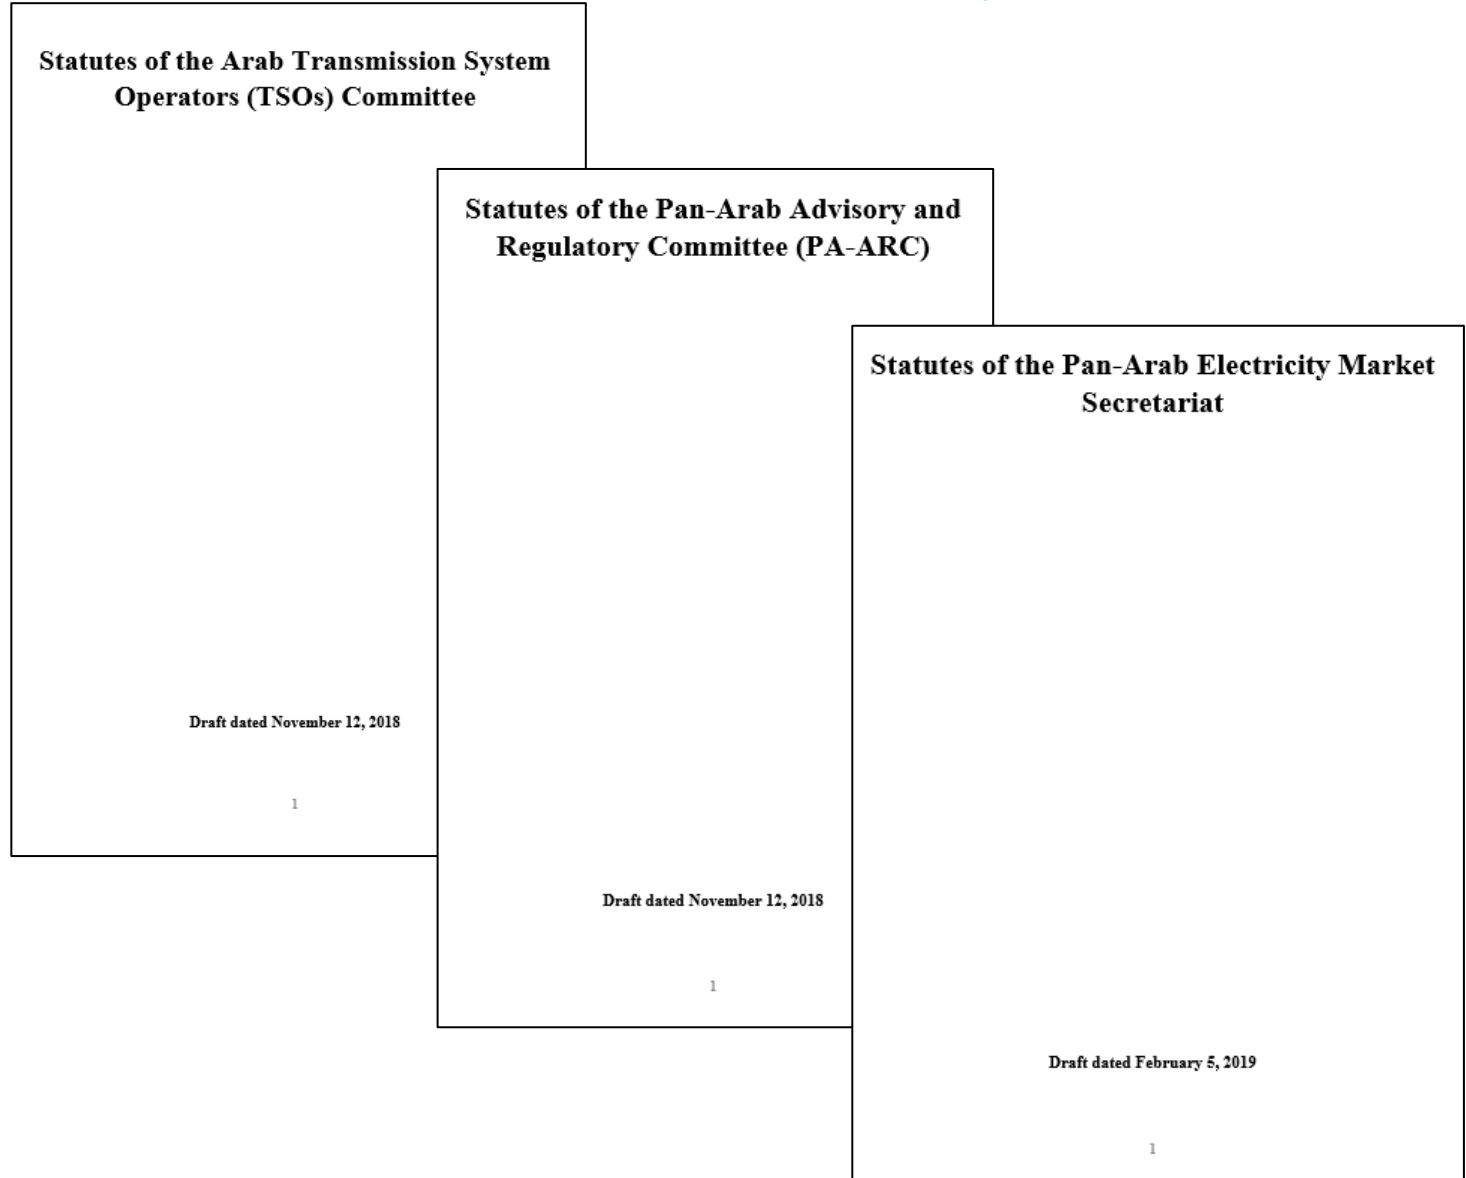 Statutes of the Arab Transmission System
Operators (TSOs) Committee
Draft dated November 12, 2018
1
Statutes of the Pan-Arab Advisory and
Regulatory Committee (PA-ARC)
Draft dated November 12, 2018
1
Statutes of the Pan-Arab Electricity Market
Secretariat
Draft dated February 5, 2019
1